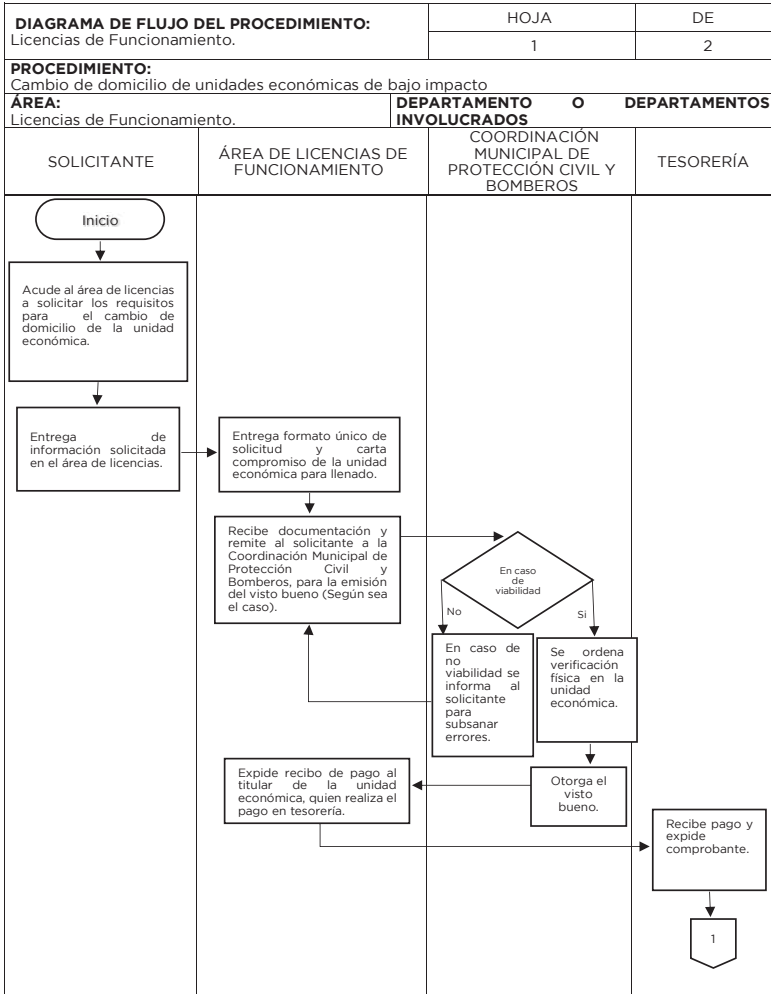 DIAGRAMA DE FLUJO DEL PROCEDIMIENTO:
Licencias de Funcionamiento.
HOJA
DE
1
2
PROCEDIMIENTO:
Cambio de domicilio de unidades económicas de bajo impacto
ÁREA:
Licencias de Funcionamiento.
DEPARTAMENTO O DEPARTAMENTOS
INVOLUCRADOS
SOLICITANTE
ÁREA DE LICENCIAS DE
FUNCIONAMIENTO
COORDINACIÓN
MUNICIPAL DE
PROTECCIÓN CIVIL Y
BOMBEROS
TESORERÍA
Inicio
Acude al área de licencias
a solicitar los requisitos
para el cambio de
domicilio de la unidad
económica.
Entrega de
información solicitada
en el área de licencias.
Entrega formato único de
solicitud y carta
compromiso de la unidad
económica para llenado.
Recibe documentación y
remite al solicitante a la
Coordinación Municipal de
Protección Civil y
Bomberos, para la emisión
del visto bueno (Según sea
el caso).
En caso
de
viabilidad
No
Si
En caso de
no
viabilidad se
informa al
solicitante
para
subsanar
errores.
Se ordena
verificación
física en la
unidad
económica.
Otorga el
visto
bueno.
Expide recibo de pago al
titular de la unidad
económica, quien realiza el
pago en tesorería.
Recibe pago y
expide
comprobante.
1